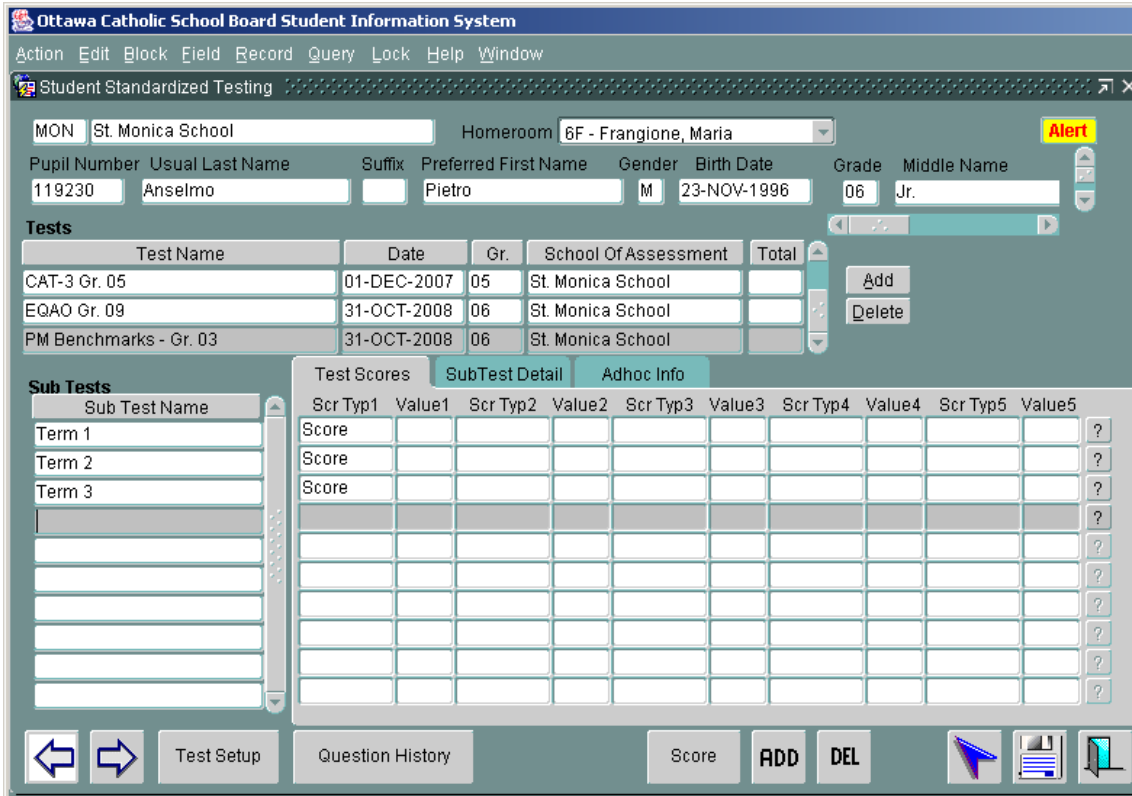 Ottawa Catholic School Board Student Information System
Action Edit Block Field Record Query Lock Help Window
Student Standardized Testing
MON St. Monica School Homeroom 6F - Frangione, Maria Alert
Pupil Number Usual Last Name Suffix Preferred First Name Gender Birth Date Grade Middle Name
119230 Anselmo Pietro M 23-NOV-1996 06 Jr.
Tests
Test Name Date Gr. School Of Assessment Total
CAT-3 Gr. 05 01-DEC-2007 05 St. Monica School Add
EQAO Gr. 09 31-OCT-2008 06 St. Monica School Delete
PM Benchmarks - Gr. 03 31-OCT-2008 06 St. Monica School
Sub Tests Test Scores SubTest Detail Adhoc Info
Sub Test Name Scr Typ1 Value1 Scr Typ2 Value2 Scr Typ3 Value3 Scr Typ4 Value4 Scr Typ5 Value5
Term 1 Score ?
Term 2 Score ?
Term 3 Score ?
?
?
?
?
?
?
?
Test Setup Question History Score ADD DEL